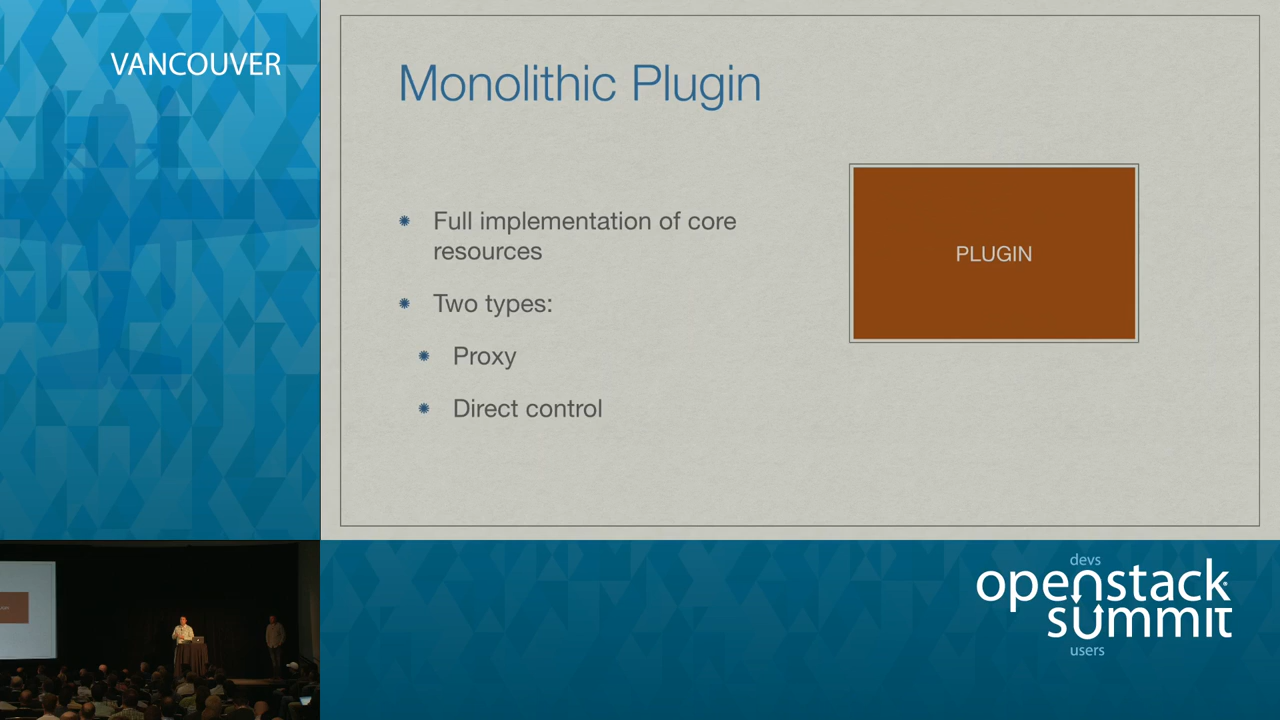 VANCOUVER
Monolithic Plugin
Full implementation of core
resources
Two types:
Proxy
Direct control
PLUGIN
devs
openstack
summit
users